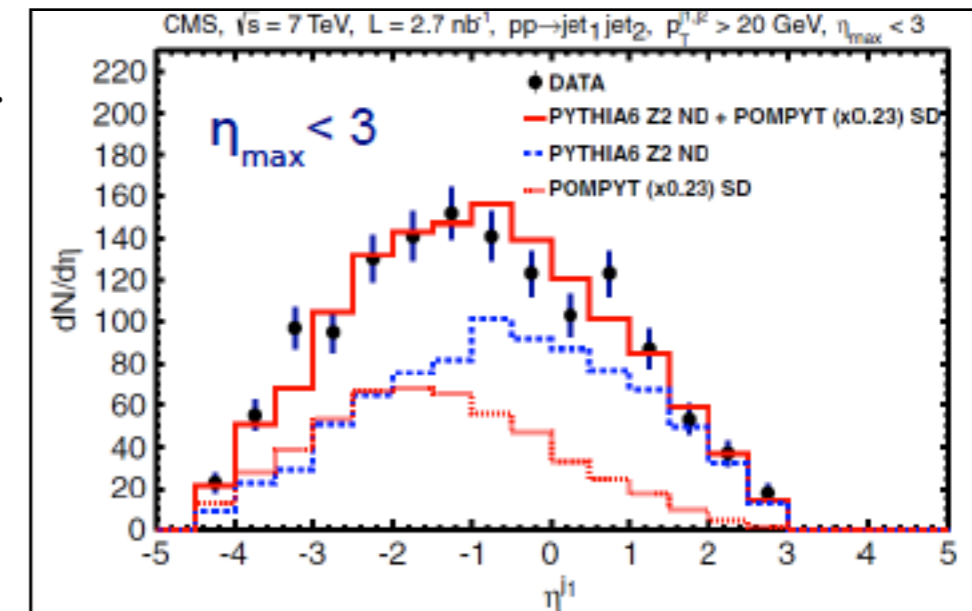 CMS, √s = 7 TeV, L = 2.7 nb⁻¹, pp→jet₁jet₂, p_T^{j1,j2} > 20 GeV, η_max < 3
η_max < 3
DATA
PYTHIA6 Z2 ND + POMPYT (x0.23) SD
PYTHIA6 Z2 ND
POMPYT (x0.23) SD
dN/dη
220
200
180
160
140
120
100
80
60
40
20
0
-5 -4 -3 -2 -1 0 1 2 3 4 5
η^{j1}